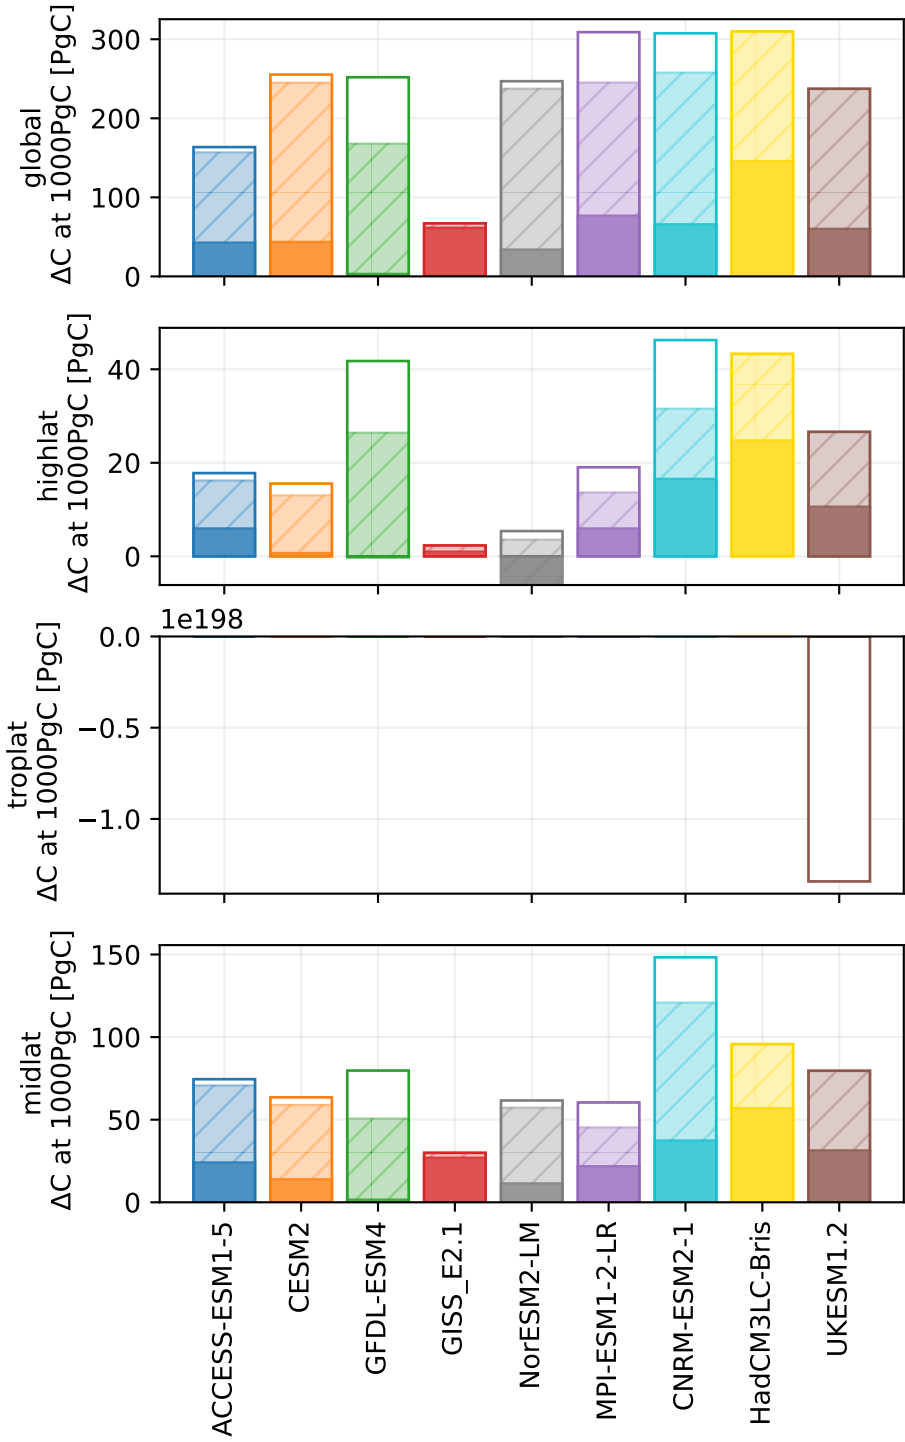 global
ΔC at 1000PgC [PgC]
300
200
100
0
highlat
ΔC at 1000PgC [PgC]
40
20
0
1e198
troplat
ΔC at 1000PgC [PgC]
0.0
−0.5
−1.0
midlat
ΔC at 1000PgC [PgC]
150
100
50
0
ACCESS-ESM1-5
CESM2
GFDL-ESM4
GISS_E2.1
NorESM2-LM
MPI-ESM1-2-LR
CNRM-ESM2-1
HadCM3LC-Bris
UKESM1.2